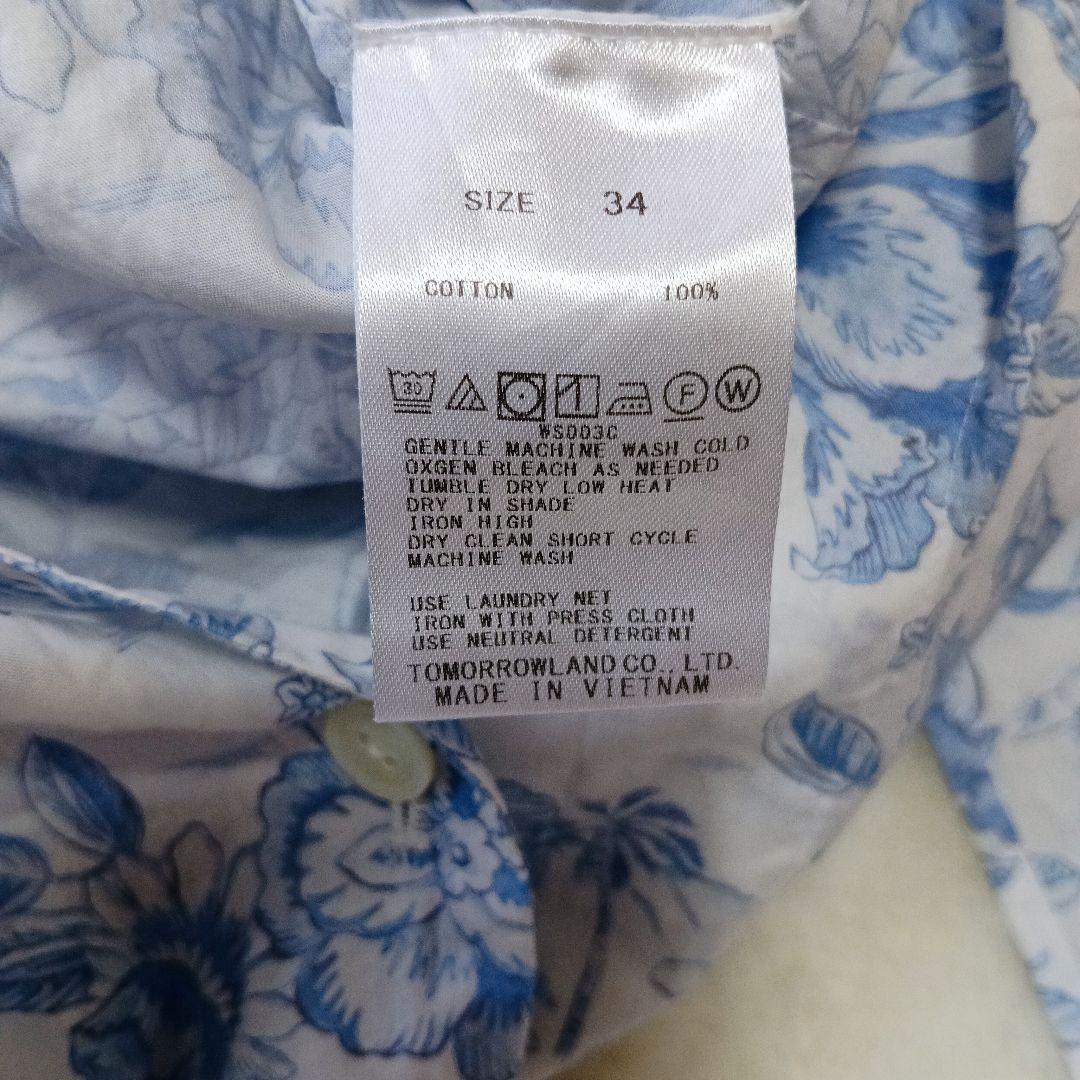 SIZE 34
COTTON 100%
30 F W
WS003C
GENTLE MACHINE WASH COLD
OXGEN BLEACH AS NEEDED
TUMBLE DRY LOW HEAT
DRY IN SHADE
IRON HIGH
DRY CLEAN SHORT CYCLE
MACHINE WASH
USE LAUNDRY NET
IRON WITH PRESS CLOTH
USE NEUTRAL DETERGENT
TOMORROWLAND CO., LTD.
MADE IN VIETNAM